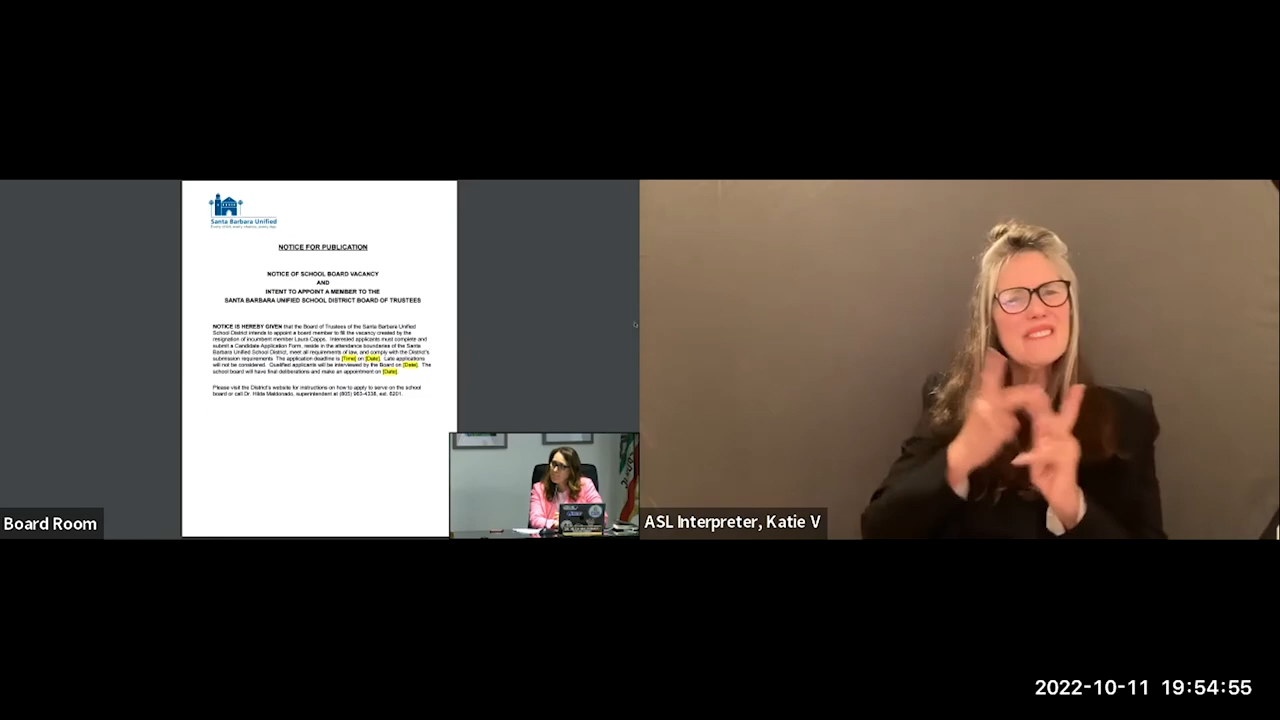 Santa Barbara Unified
NOTICE FOR PUBLICATION
NOTICE OF SCHOOL BOARD VACANCY
AND
INTENT TO APPOINT A MEMBER TO THE
SANTA BARBARA UNIFIED SCHOOL DISTRICT BOARD OF TRUSTEES
NOTICE IS HEREBY GIVEN that the Board of Trustees of the Santa Barbara Unified
School District intends to appoint a board member to fill the vacancy created by the
resignation of incumbent member Laura Capps. Interested applicants must complete and
submit a Candidate Application Form, reside in the attendance boundaries of the Santa
Barbara Unified School District, meet all requirements of law, and comply with the District's
submission requirements. The application deadline is [Time] on [Date]. Late applications
will not be considered. Qualified applicants will be interviewed by the Board on [Date]. The
school board will have final deliberations and make an appointment on [Date].
Please visit the District's website for instructions on how to apply to serve on the school
board or call Dr. Hilda Maldonado, superintendent at (805) 963-4338, ext. 6201.
Board Room
ASL Interpreter, Katie V
2022-10-11 19:54:55